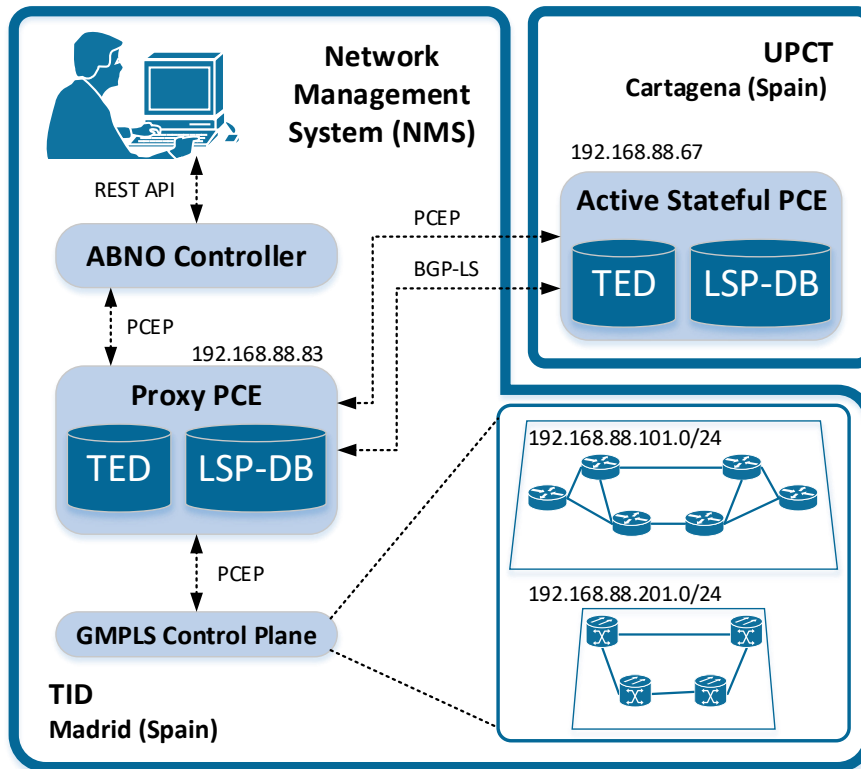 Network
Management
System (NMS)
REST API
ABNO Controller
PCEP
192.168.88.83
Proxy PCE
TED
LSP-DB
PCEP
GMPLS Control Plane
TID
Madrid (Spain)
PCEP
BGP-LS
UPCT
Cartagena (Spain)
192.168.88.67
Active Stateful PCE
TED
LSP-DB
192.168.88.101.0/24
192.168.88.201.0/24